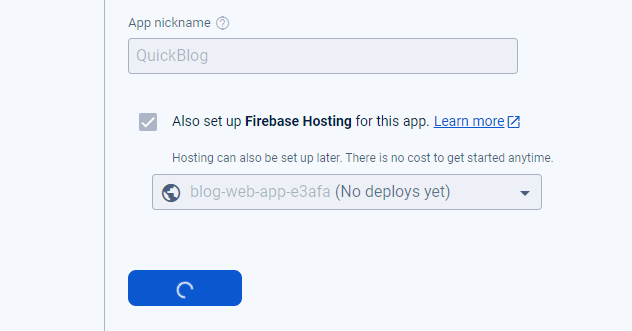 App nickname
QuickBlog
Also set up Firebase Hosting for this app. Learn more
Hosting can also be set up later. There is no cost to get started anytime.
blog-web-app-e3afa (No deploys yet)